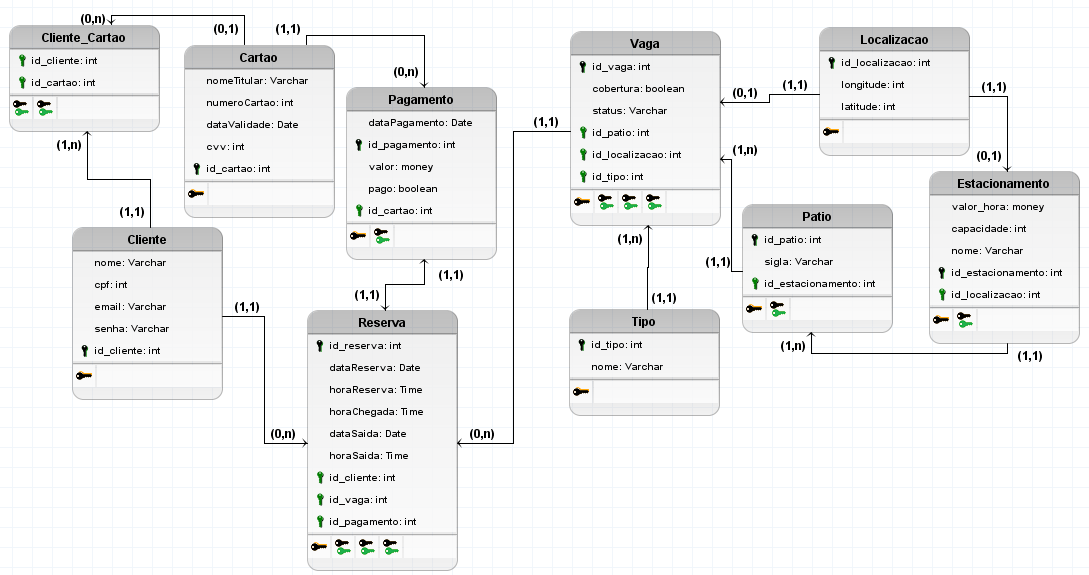 (0,n)
(0,1)
(1,1)
Cliente_Cartao
id_cliente: int
id_cartao: int
(1,n)
(1,1)
Cartao
nomeTitular: Varchar
numeroCartao: int
dataValidade: Date
cvv: int
id_cartao: int
(0,n)
Pagamento
dataPagamento: Date
id_pagamento: int
valor: money
pago: boolean
id_cartao: int
(1,1)
(1,1)
Cliente
nome: Varchar
cpf: int
email: Varchar
senha: Varchar
id_cliente: int
(1,1)
(0,n)
Reserva
id_reserva: int
dataReserva: Date
horaReserva: Time
horaChegada: Time
dataSaida: Date
horaSaida: Time
id_cliente: int
id_vaga: int
id_pagamento: int
(0,n)
(1,1)
Vaga
id_vaga: int
cobertura: boolean
status: Varchar
id_patio: int
id_localizacao: int
id_tipo: int
(0,1)
(1,1)
(1,n)
(1,n)
(1,1)
(1,1)
Tipo
id_tipo: int
nome: Varchar
Localizacao
id_localizacao: int
longitude: int
latitude: int
(1,1)
(0,1)
Patio
id_patio: int
sigla: Varchar
id_estacionamento: int
(1,n)
(1,1)
Estacionamento
valor_hora: money
capacidade: int
nome: Varchar
id_estacionamento: int
id_localizacao: int